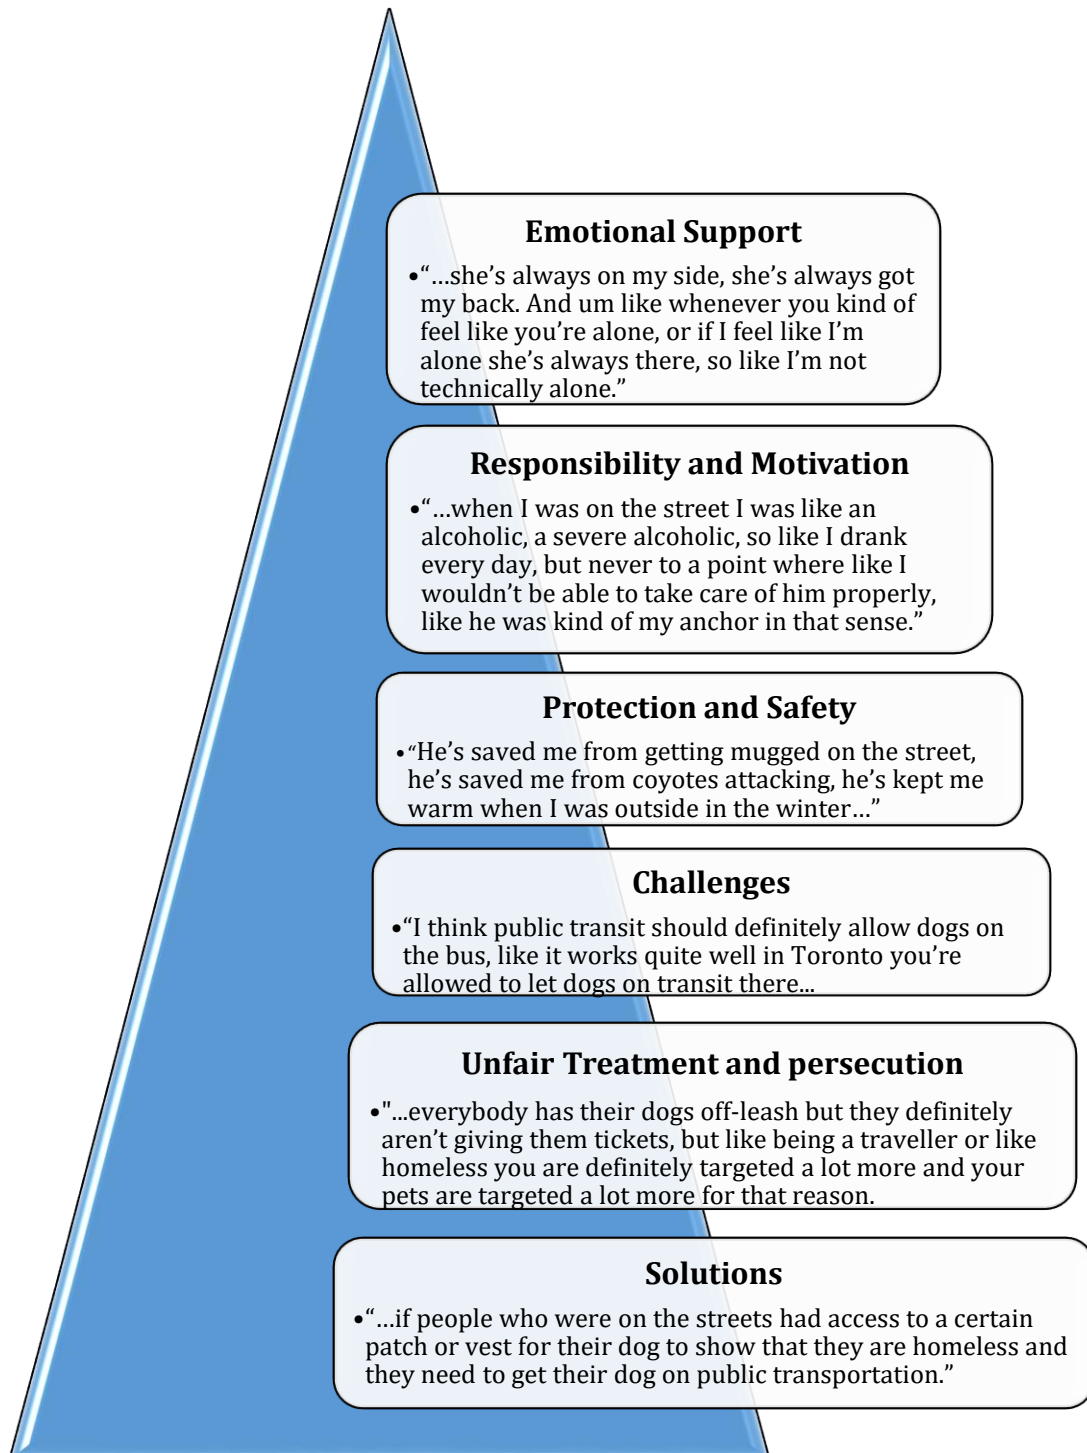 Emotional Support
•“...she’s always on my side, she’s always got
my back. And um like whenever you kind of
feel like you’re alone, or if I feel like I’m
alone she’s always there, so like I’m not
technically alone.”
Responsibility and Motivation
•“...when I was on the street I was like an
alcoholic, a severe alcoholic, so like I drank
every day, but never to a point where like I
wouldn’t be able to take care of him properly,
like he was kind of my anchor in that sense.”
Protection and Safety
•“He’s saved me from getting mugged on the street,
he’s saved me from coyotes attacking, he’s kept me
warm when I was outside in the winter…”
Challenges
•“I think public transit should definitely allow dogs on
the bus, like it works quite well in Toronto you’re
allowed to let dogs on transit there...
Unfair Treatment and persecution
•"...everybody has their dogs off-leash but they definitely
aren’t giving them tickets, but like being a traveller or like
homeless you are definitely targeted a lot more and your
pets are targeted a lot more for that reason.
Solutions
•“...if people who were on the streets had access to a certain
patch or vest for their dog to show that they are homeless and
they need to get their dog on public transportation.”